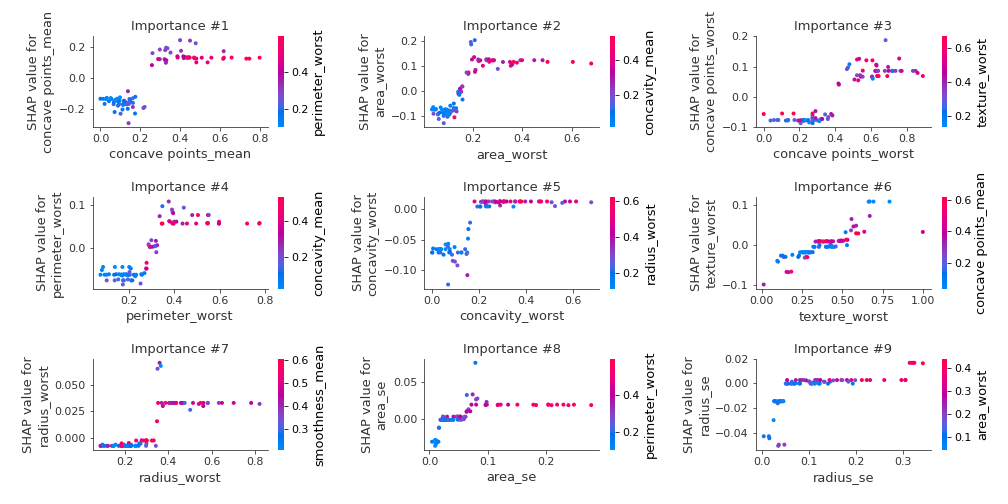 Importance #1
SHAP value for
concave points_mean
0.2
0.0
−0.2
0.0 0.2 0.4 0.6 0.8
concave points_mean
0.4
0.2
perimeter_worst
Importance #2
SHAP value for
area_worst
0.2
0.1
0.0
−0.1
0.2 0.4 0.6
area_worst
0.4
0.2
concavity_mean
Importance #3
SHAP value for
concave points_worst
0.2
0.1
0.0
−0.1
0.0 0.2 0.4 0.6 0.8
concave points_worst
0.6
0.4
0.2
texture_worst
Importance #4
SHAP value for
perimeter_worst
0.1
0.0
0.2 0.4 0.6 0.8
perimeter_worst
0.4
0.2
concavity_mean
Importance #5
SHAP value for
concavity_worst
0.00
−0.05
−0.10
0.0 0.2 0.4 0.6
concavity_worst
0.6
0.4
0.2
radius_worst
Importance #6
SHAP value for
texture_worst
0.1
0.0
−0.1
0.00 0.25 0.50 0.75 1.00
texture_worst
0.6
0.4
0.2
concave points_mean
Importance #7
SHAP value for
radius_worst
0.050
0.025
0.000
0.2 0.4 0.6 0.8
radius_worst
0.6
0.5
0.4
0.3
smoothness_mean
Importance #8
SHAP value for
area_se
0.05
0.00
0.0 0.1 0.2
area_se
0.4
0.2
perimeter_worst
Importance #9
SHAP value for
radius_se
0.02
0.00
−0.02
−0.04
0.0 0.1 0.2 0.3
radius_se
0.4
0.3
0.2
0.1
area_worst